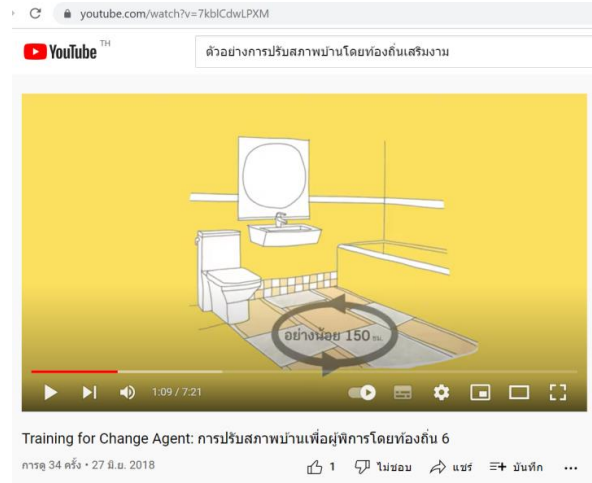 youtube.com/watch?v=7kblCdwLPXM
YouTube TH
ตัวอย่างการปรับสภาพบ้านโดยท้องถิ่นเสริมงาม
อย่างน้อย 150 ซม.
1:09 / 7:21
Training for Change Agent: การปรับสภาพบ้านเพื่อผู้พิการโดยท้องถิ่น 6
การดู 34 ครั้ง • 27 มิ.ย. 2018
1 ไม่ชอบ แชร์ บันทึก